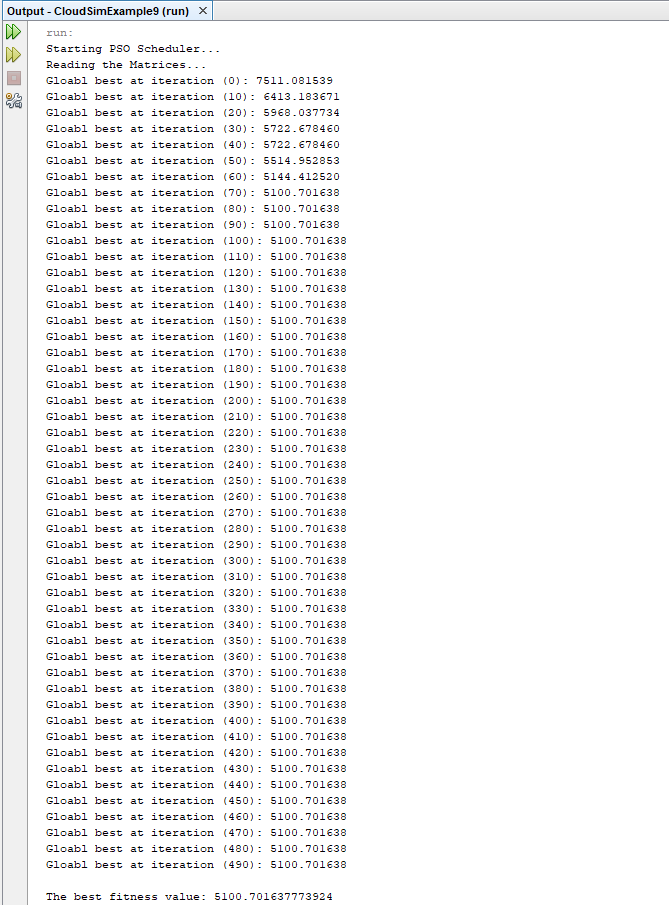 Output - CloudSimExample9 (run) ×
run:
Starting PSO Scheduler...
Reading the Matrices...
Gloabl best at iteration (0): 7511.081539
Gloabl best at iteration (10): 6413.183671
Gloabl best at iteration (20): 5968.037734
Gloabl best at iteration (30): 5722.678460
Gloabl best at iteration (40): 5722.678460
Gloabl best at iteration (50): 5514.952853
Gloabl best at iteration (60): 5144.412520
Gloabl best at iteration (70): 5100.701638
Gloabl best at iteration (80): 5100.701638
Gloabl best at iteration (90): 5100.701638
Gloabl best at iteration (100): 5100.701638
Gloabl best at iteration (110): 5100.701638
Gloabl best at iteration (120): 5100.701638
Gloabl best at iteration (130): 5100.701638
Gloabl best at iteration (140): 5100.701638
Gloabl best at iteration (150): 5100.701638
Gloabl best at iteration (160): 5100.701638
Gloabl best at iteration (170): 5100.701638
Gloabl best at iteration (180): 5100.701638
Gloabl best at iteration (190): 5100.701638
Gloabl best at iteration (200): 5100.701638
Gloabl best at iteration (210): 5100.701638
Gloabl best at iteration (220): 5100.701638
Gloabl best at iteration (230): 5100.701638
Gloabl best at iteration (240): 5100.701638
Gloabl best at iteration (250): 5100.701638
Gloabl best at iteration (260): 5100.701638
Gloabl best at iteration (270): 5100.701638
Gloabl best at iteration (280): 5100.701638
Gloabl best at iteration (290): 5100.701638
Gloabl best at iteration (300): 5100.701638
Gloabl best at iteration (310): 5100.701638
Gloabl best at iteration (320): 5100.701638
Gloabl best at iteration (330): 5100.701638
Gloabl best at iteration (340): 5100.701638
Gloabl best at iteration (350): 5100.701638
Gloabl best at iteration (360): 5100.701638
Gloabl best at iteration (370): 5100.701638
Gloabl best at iteration (380): 5100.701638
Gloabl best at iteration (390): 5100.701638
Gloabl best at iteration (400): 5100.701638
Gloabl best at iteration (410): 5100.701638
Gloabl best at iteration (420): 5100.701638
Gloabl best at iteration (430): 5100.701638
Gloabl best at iteration (440): 5100.701638
Gloabl best at iteration (450): 5100.701638
Gloabl best at iteration (460): 5100.701638
Gloabl best at iteration (470): 5100.701638
Gloabl best at iteration (480): 5100.701638
Gloabl best at iteration (490): 5100.701638
The best fitness value: 5100.701637773924